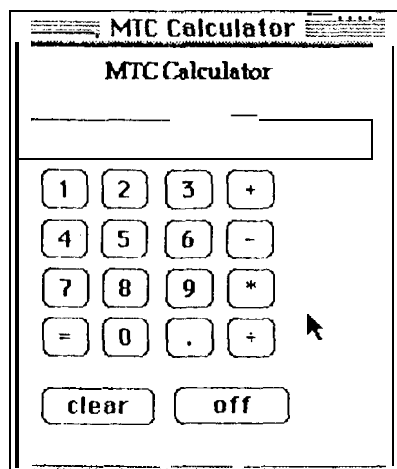 MTC Calculator
MTC Calculator
1 2 3 +
4 5 6 -
7 8 9 *
= 0 . ÷
clear off